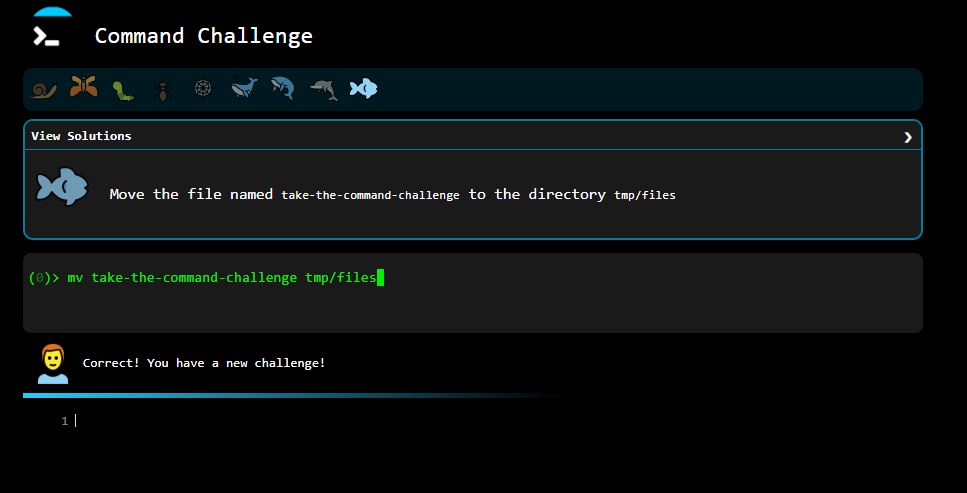 Command Challenge
View Solutions
Move the file named take-the-command-challenge to the directory tmp/files
(0)> mv take-the-command-challenge tmp/files
Correct! You have a new challenge!
1